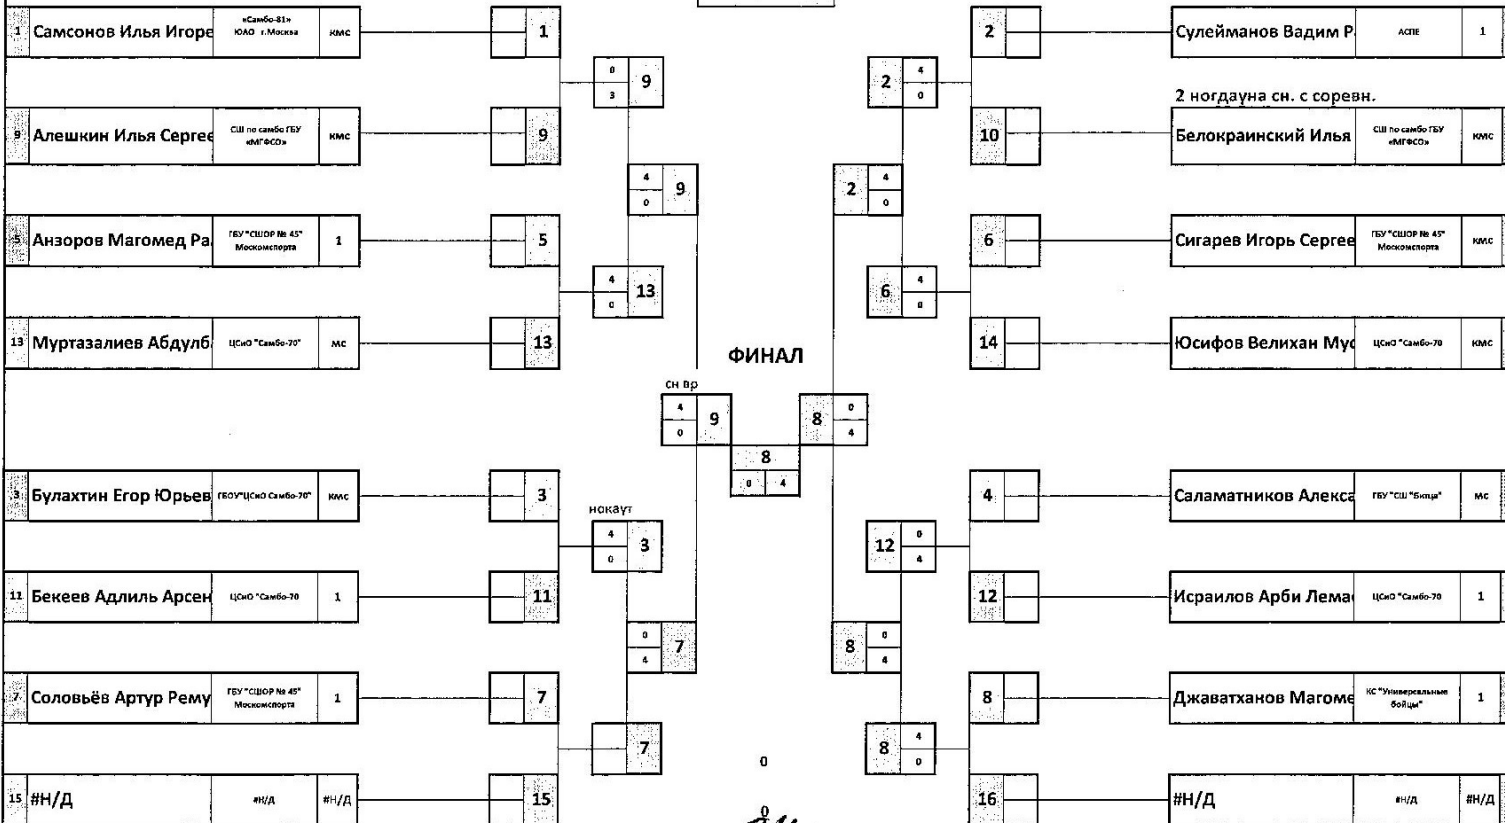 1 Самсонов Илья Игоре «Самбо-81» кмс 1
ЮАО г.Москва
0
3
9
9 Алешкин Илья Сергее СШ по самбо ГБУ кмс 9
«МГФСО»
4
0
9
5 Анзоров Магомед Ра ГБУ "СШОР № 45" 1 5
Москомспорта
4
0
13
13 Муртазалиев Абдулб ЦСиО "Самбо-70" мс 13
3 Булахтин Егор Юрьев ГБОУ"ЦСиО Самбо-70" кмс 3
нокаут
4
0
3
11 Бекеев Адлиль Арсен ЦСиО "Самбо-70 1 11
0
4
7
7 Соловьёв Артур Рему ГБУ "СШОР № 45" 1 7
Москомспорта
7
15 #Н/Д #Н/Д #Н/Д 15
ФИНАЛ
сн вр
4
0
9
8
0 4
8
0
4
0
0
2 Сулейманов Вадим Р АСПЕ 1
2
4
0
2 ногдауна сн. с соревн.
10 Белокраинский Илья СШ по самбо ГБУ кмс
«МГФСО»
2
4
0
6 Сигарев Игорь Сергее ГБУ "СШОР № 45" кмс
Москомспорта
6
4
0
14 Юсифов Велихан Мус ЦСиО "Самбо-70 кмс
4 Саламатников Алекса ГБУ "СШ "Битца" мс
12
0
4
12 Исраилов Арби Лема ЦСиО "Самбо-70 1
8
0
4
8 Джаватханов Магоме КС "Универсальные 1
бойцы"
8
4
0
16 #Н/Д #Н/Д #Н/Д